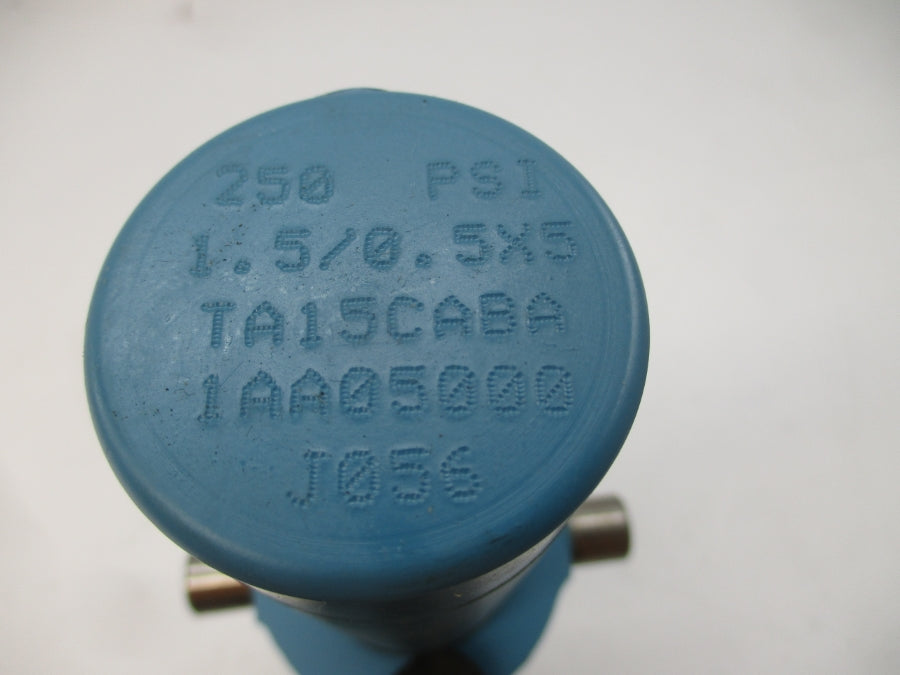 250 PSI
1.5/0.5X5
TA15CABA
1AA05000
J056